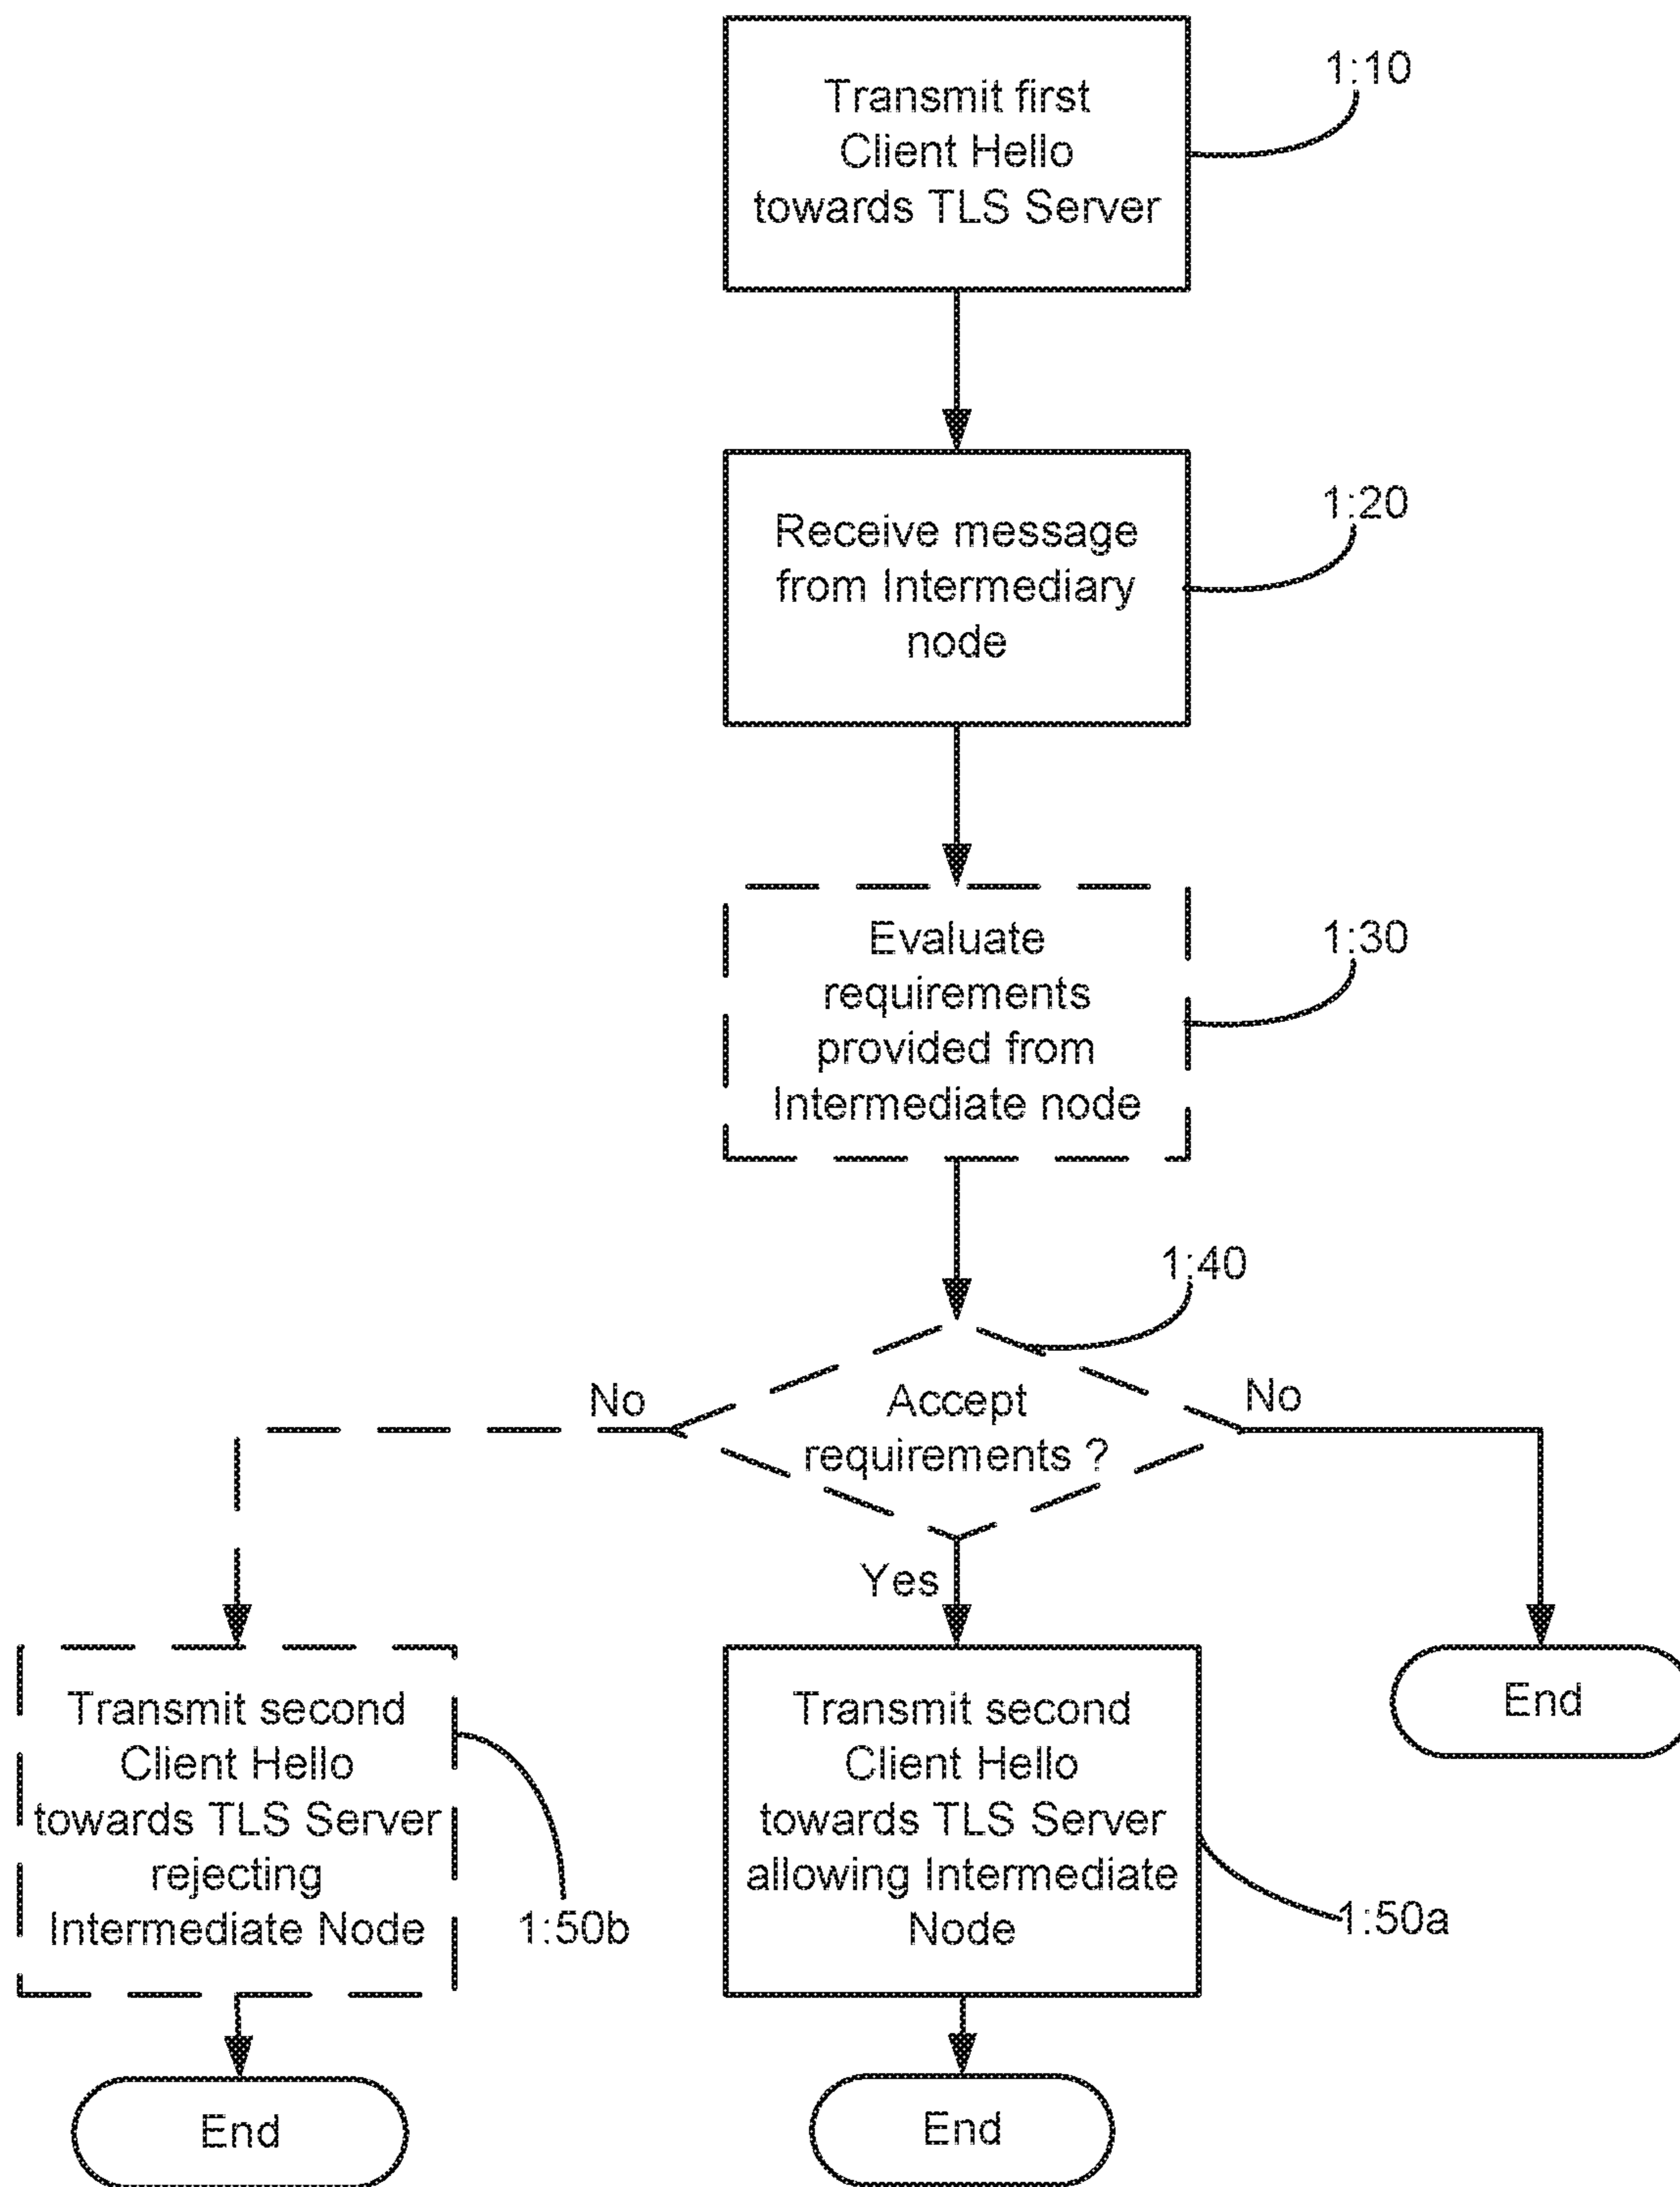 Transmit first
Client Hello
towards TLS Server
1:10
Receive message
from Intermediary
node
1:20
Evaluate
requirements
provided from
Intermediate node
1:30
1:40
Accept
requirements ?
No
No
Yes
Transmit second
Client Hello
towards TLS Server
rejecting
Intermediate Node
1:50b
Transmit second
Client Hello
towards TLS Server
allowing Intermediate
Node
1:50a
End
End
End